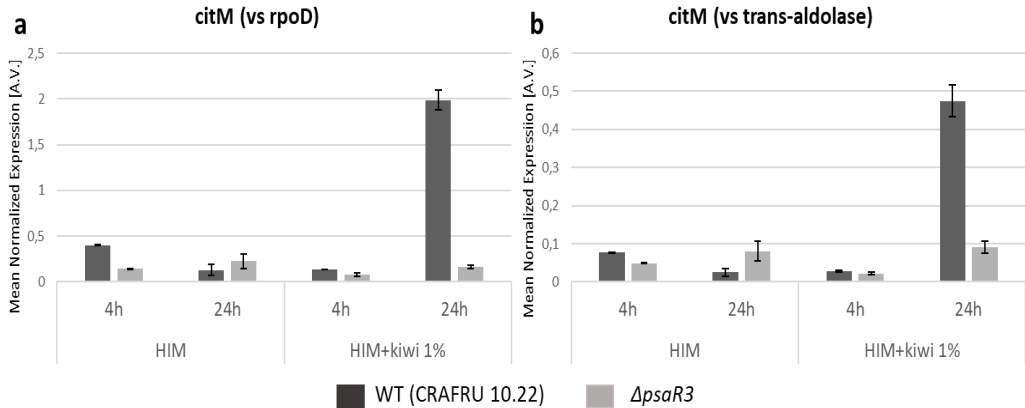 a
citM (vs rpoD)
Mean Normalized Expression [A.V.]
2,5
2
1,5
1
0,5
0
4h
24h
4h
24h
HIM
HIM+kiwi 1%
b
citM (vs trans-aldolase)
Mean Normalized Expression [A.V.]
0,6
0,5
0,4
0,3
0,2
0,1
0
4h
24h
4h
24h
HIM
HIM+kiwi 1%
WT (CRAFRU 10.22)
ΔpsaR3